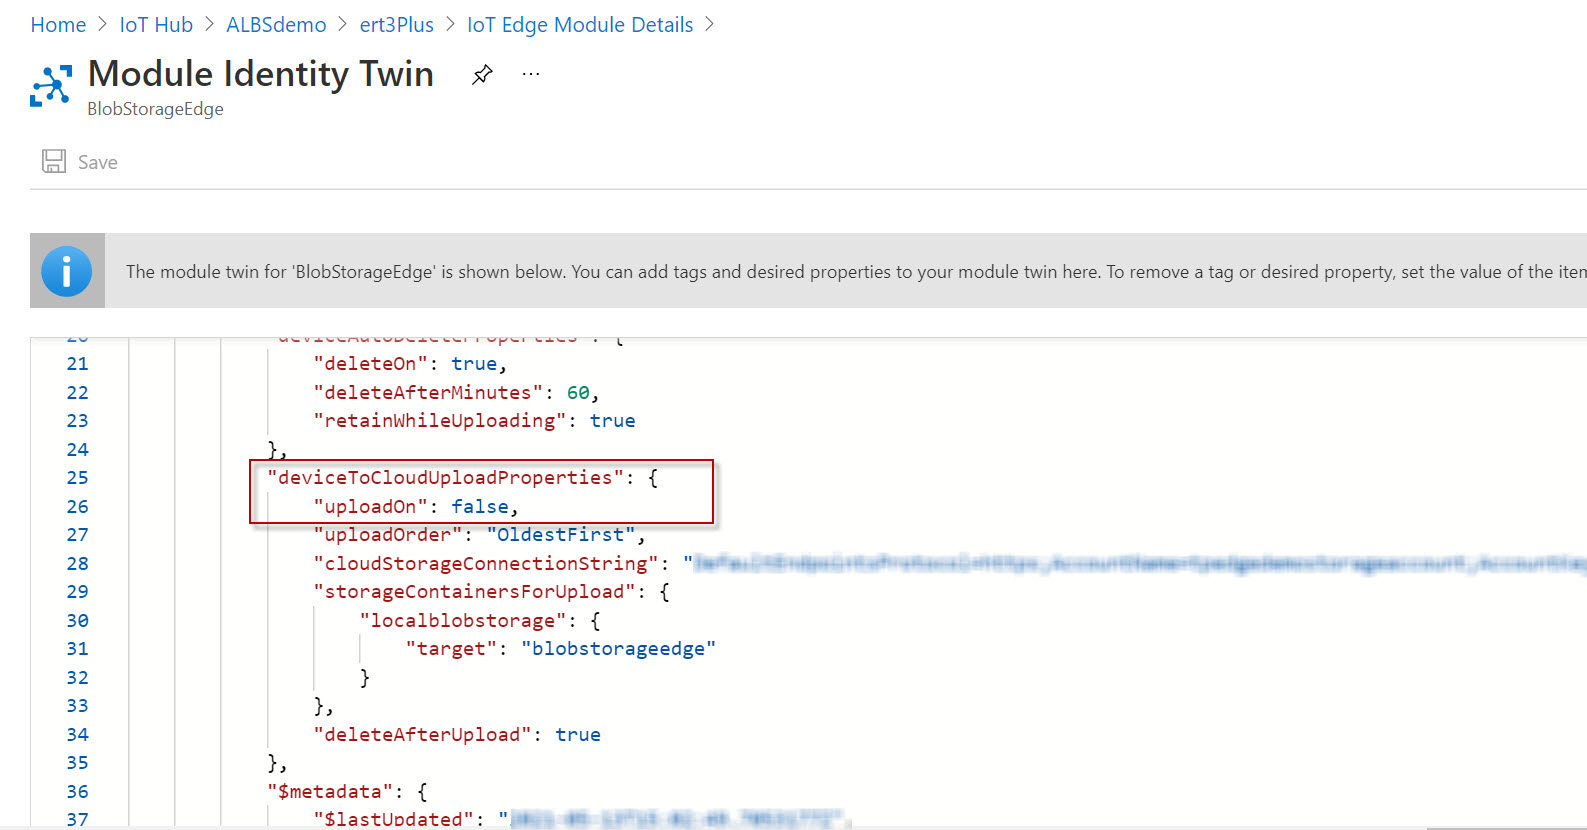 Home > IoT Hub > ALBSdemo > ert3Plus > IoT Edge Module Details >
Module Identity Twin ...
BlobStorageEdge
Save
The module twin for 'BlobStorageEdge' is shown below. You can add tags and desired properties to your module twin here. To remove a tag or desired property, set the value of the item
20 "deviceAutoDeleteProperties": {
21 "deleteOn": true,
22 "deleteAfterMinutes": 60,
23 "retainWhileUploading": true
24 },
25 "deviceToCloudUploadProperties": {
26 "uploadOn": false,
27 "uploadOrder": "OldestFirst",
28 "cloudStorageConnectionString": "
29 "storageContainersForUpload": {
30 "localblobstorage": {
31 "target": "blobstorageedge"
32 }
33 },
34 "deleteAfterUpload": true
35 },
36 "$metadata": {
37 "$lastUpdated": "